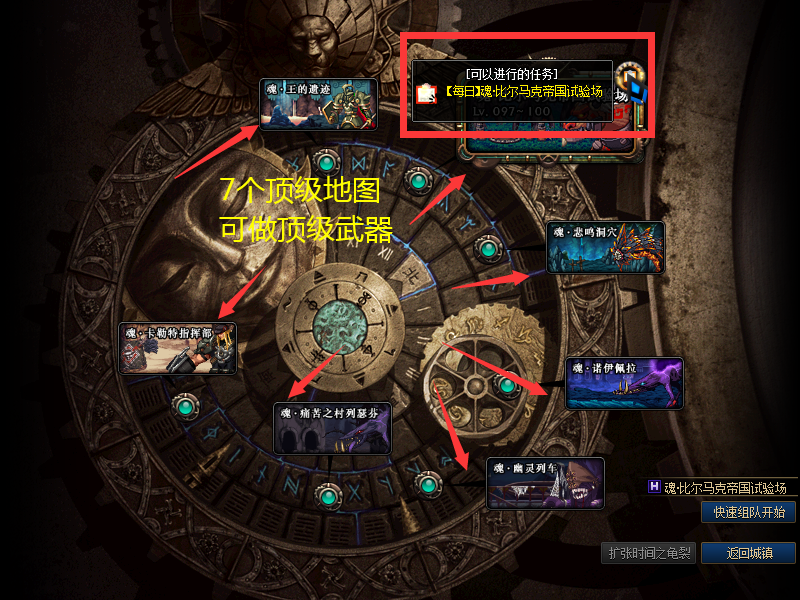 魂·王的遗迹
[可以进行的任务]
【每日】魂·比尔马克帝国试验场
场
Lv. 097~100
7个顶级地图
可做顶级武器
魂·悲鸣洞穴
XII
魂·卡勒特指挥部
魂·诺伊佩拉
魂·痛苦之村列瑟芬
魂·幽灵列车
H 魂·比尔马克帝国试验场
快速组队开始
扩张时间之龟裂
返回城镇